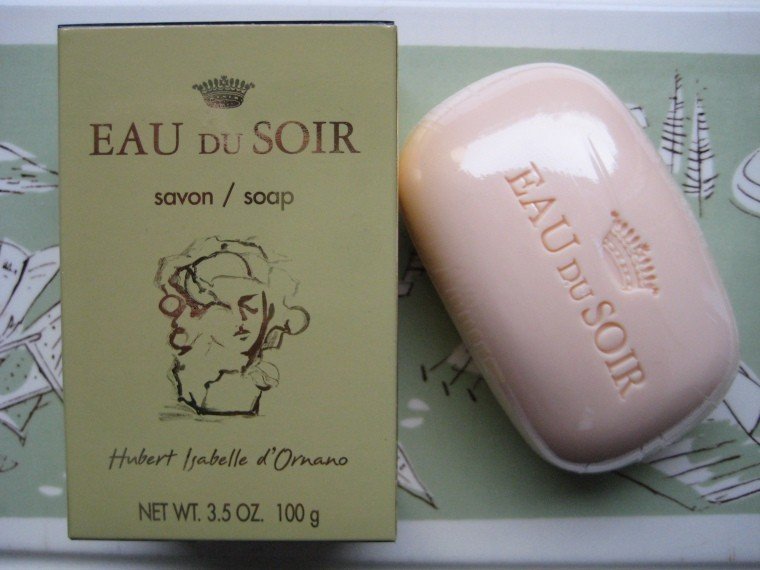 EAU DU SOIR
savon / soap
Hubert Isabelle d'Ornano
NET WT. 3.5 OZ. 100 g
EAU DU SOIR